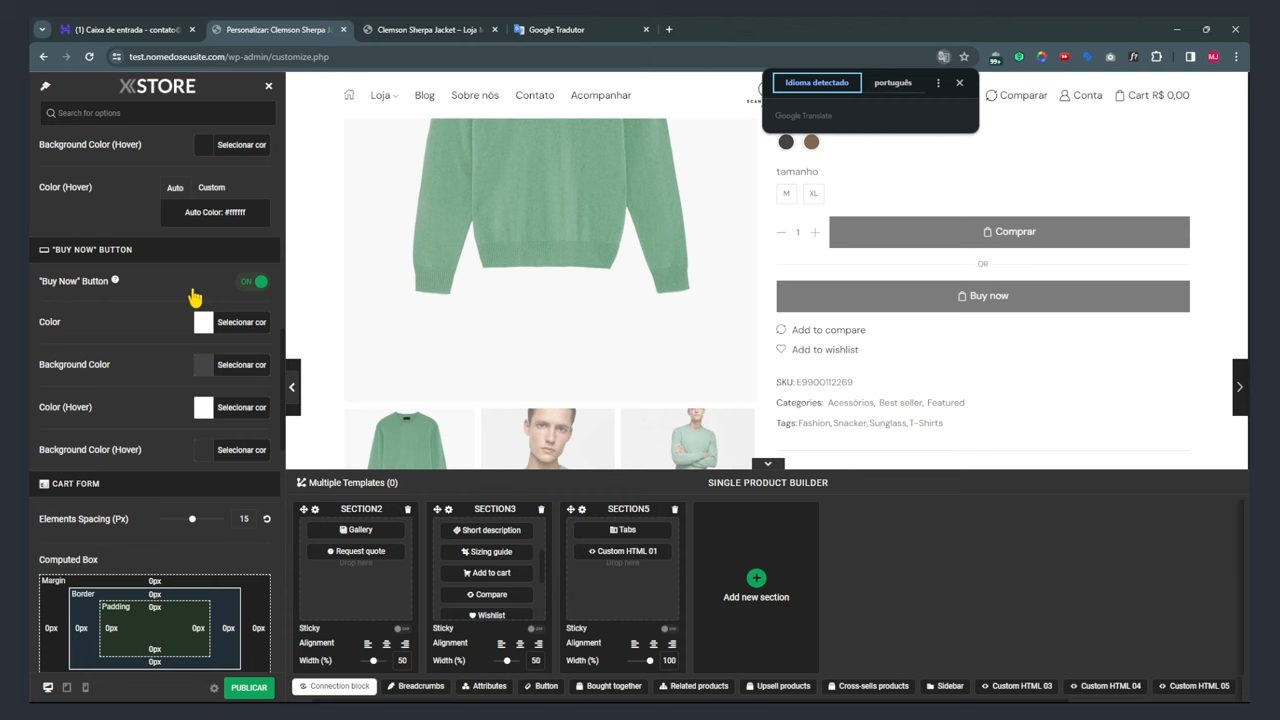 (1) Caixa de entrada - contato©
Personalizar: Clemson Sherpa J
Clemson Sherpa Jacket – Loja M
Google Tradutor
test.nomedoseusite.com/wp-admin/customize.php
99+
MJ
XSTORE
Search for options
Background Color (Hover)
Selecionar cor
Color (Hover)
Auto
Custom
Auto Color: #ffffff
"BUY NOW" BUTTON
"Buy Now" Button
ON
Color
Selecionar cor
Background Color
Selecionar cor
Color (Hover)
Selecionar cor
Background Color (Hover)
Selecionar cor
CART FORM
Elements Spacing (Px)
15
Computed Box
Margin
0px
Border
0px
Padding
0px
0px 0px 0px 0px 0px 0px
0px
0px
PUBLICAR
Loja
Blog
Sobre nós
Contato
Acompanhar
Idioma detectado
português
Google Translate
Comparar
Conta
Cart R$ 0,00
tamanho
M
XL
1
Comprar
OR
Buy now
Add to compare
Add to wishlist
SKU: E9900112269
Categories: Acessórios, Best seller, Featured
Tags: Fashion, Snacker, Sunglass, T-Shirts
Multiple Templates (0)
SINGLE PRODUCT BUILDER
SECTION2
Gallery
Request quote
Drop here
Sticky
Alignment
Width (%)
50
SECTION3
Short description
Sizing guide
Add to cart
Compare
Wishlist
Sticky
Alignment
Width (%)
50
SECTION5
Tabs
Custom HTML 01
Drop here
Sticky
Alignment
Width (%)
100
Add new section
Connection block
Breadcrumbs
Attributes
Button
Bought together
Related products
Upsell products
Cross-sells products
Sidebar
Custom HTML 03
Custom HTML 04
Custom HTML 05